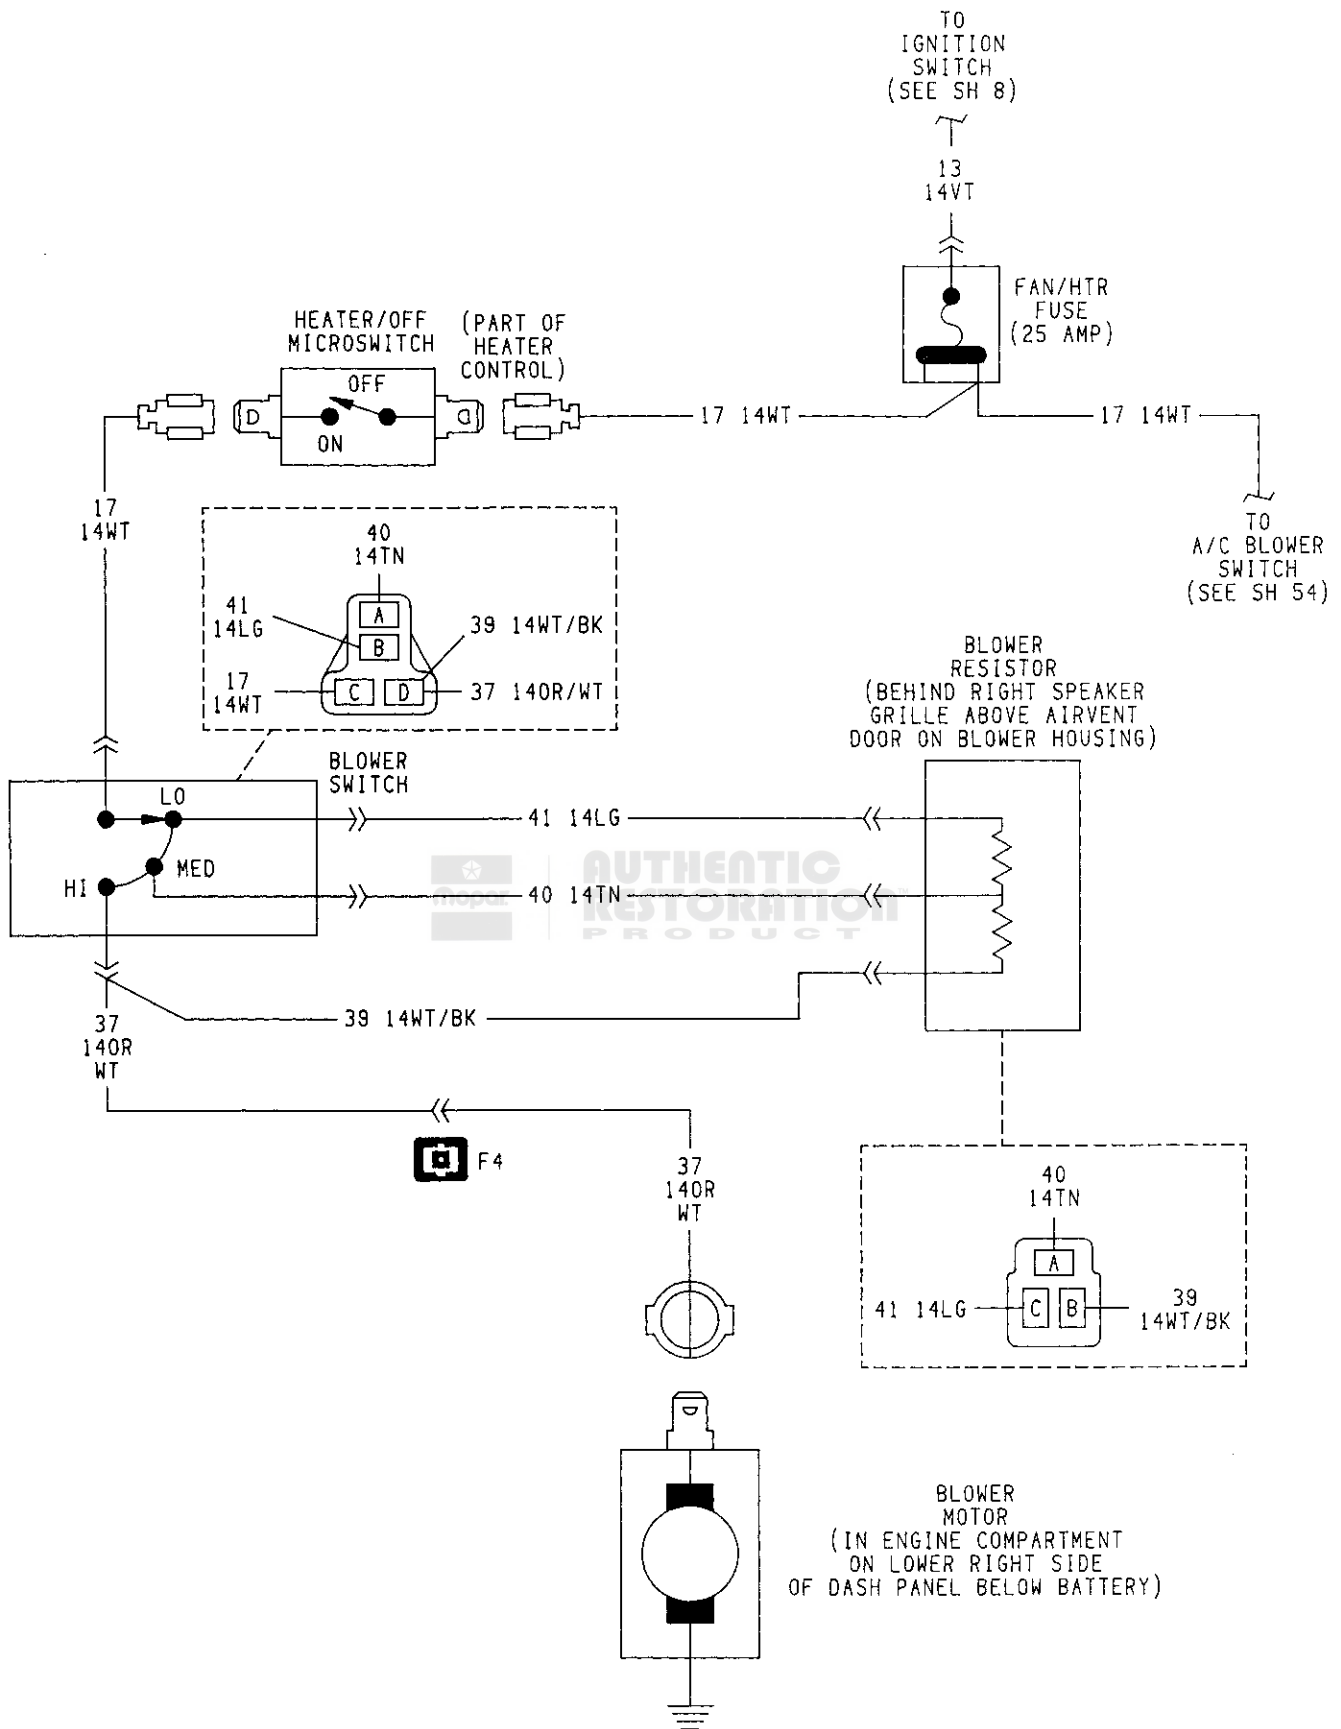 TO
IGNITION
SWITCH
(SEE SH 8)
13
14VT
FAN/HTR
FUSE
(25 AMP)
HEATER/OFF
MICROSWITCH
(PART OF
HEATER
CONTROL)
OFF
D
D
ON
17 14WT
17 14WT
17
14WT
TO
A/C BLOWER
SWITCH
(SEE SH 54)
40
14TN
41
14LG
A
B
39 14WT/BK
17
14WT
C
D
37 14OR/WT
BLOWER
RESISTOR
(BEHIND RIGHT SPEAKER
GRILLE ABOVE AIRVENT
DOOR ON BLOWER HOUSING)
BLOWER
SWITCH
LO
MED
HI
41 14LG
40 14TN
mopar
AUTHENTIC
RESTORATION™
PRODUCT
39 14WT/BK
37
14OR
WT
F4
37
14OR
WT
40
14TN
A
41 14LG
C
B
39
14WT/BK
BLOWER
MOTOR
(IN ENGINE COMPARTMENT
ON LOWER RIGHT SIDE
OF DASH PANEL BELOW BATTERY)